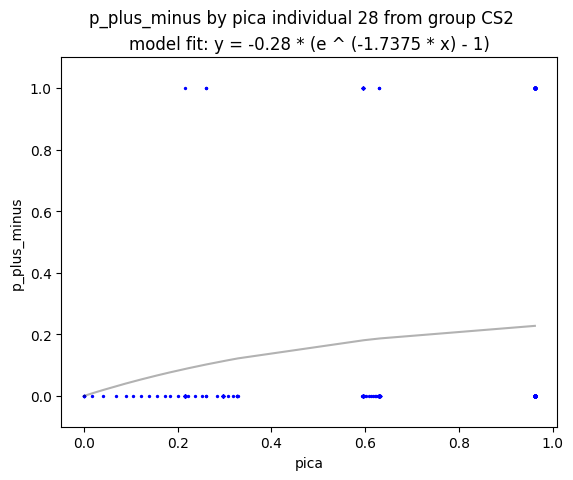 p_plus_minus by pica individual 28 from group CS2
model fit: y = -0.28 * (e ^ (-1.7375 * x) - 1)
1.0
0.8
0.6
0.4
0.2
0.0
p_plus_minus
0.0 0.2 0.4 0.6 0.8 1.0
pica